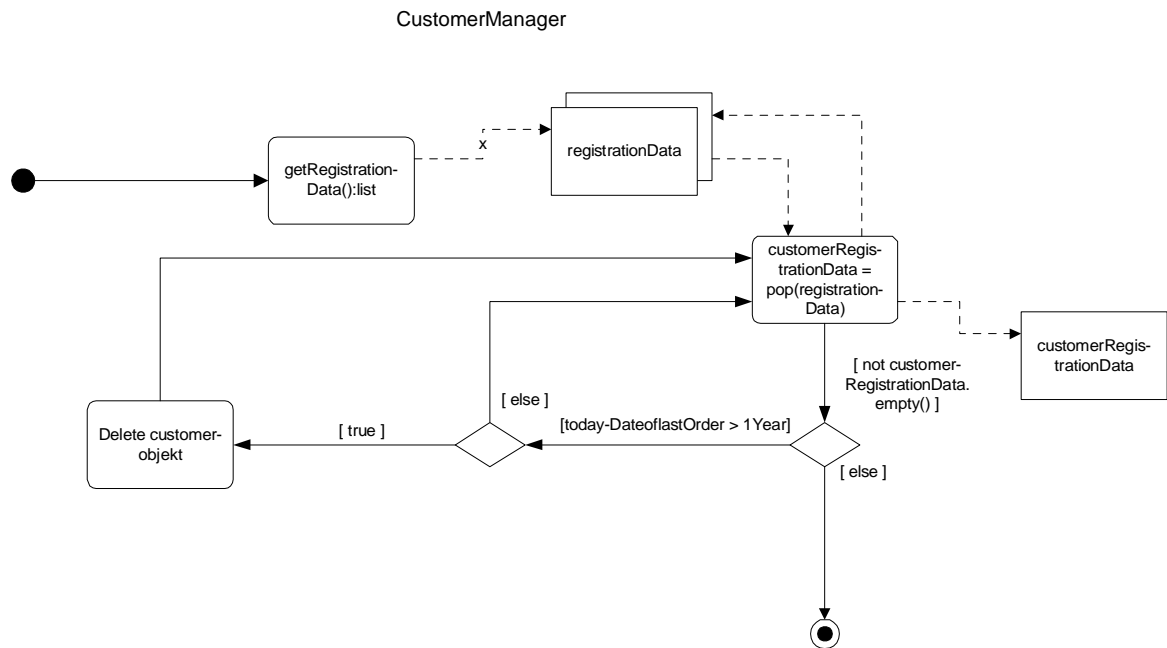 CustomerManager
x
registrationData
getRegistration-
Data():list
customerRegis-
trationData =
pop(registration-
Data)
customerRegis-
trationData
[ not customer-
RegistrationData.
empty() ]
[ else ]
[today-DateoflastOrder > 1Year]
[ true ]
Delete customer-
objekt
[ else ]